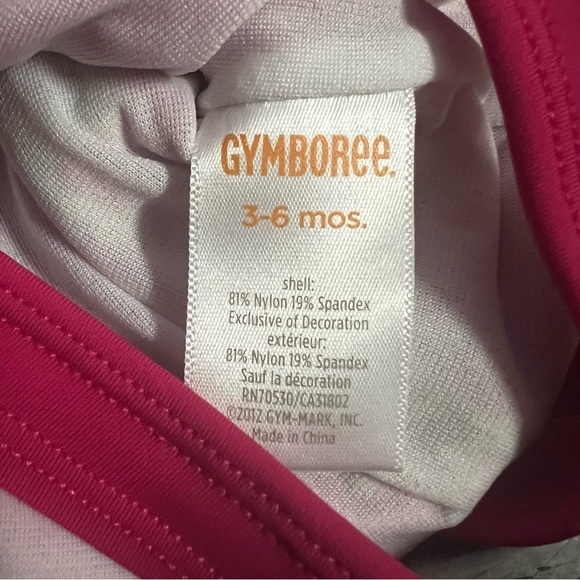 GYMBOREE.
3-6 mos.
shell:
81% Nylon 19% Spandex
Exclusive of Decoration
extérieur:
81% Nylon 19% Spandex
Sauf la décoration
RN70530/CA31802
©2012 GYM-MARK, INC.
Made in China